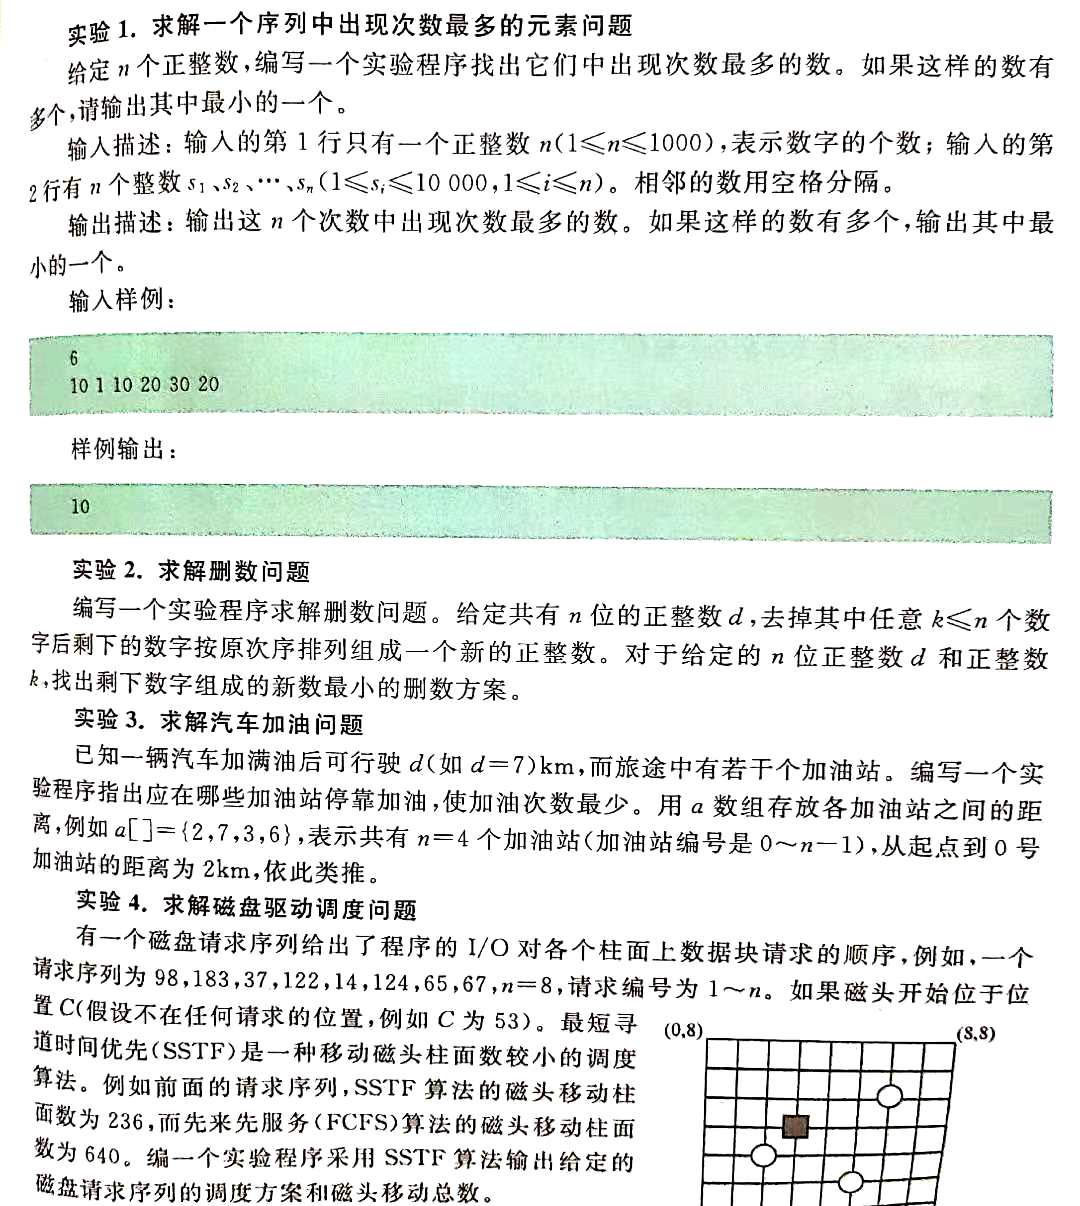 实验 1. 求解一个序列中出现次数最多的元素问题
给定 n 个正整数,编写一个实验程序找出它们中出现次数最多的数。如果这样的数有
多个,请输出其中最小的一个。
输入描述：输入的第 1 行只有一个正整数 n(1≤n≤1000),表示数字的个数；输入的第
2 行有 n 个整数 s₁、s₂、…、sₙ(1≤sᵢ≤10 000,1≤i≤n)。相邻的数用空格分隔。
输出描述：输出这 n 个次数中出现次数最多的数。如果这样的数有多个,输出其中最
小的一个。
输入样例：
6
10 1 10 20 30 20
样例输出：
10
实验 2. 求解删数问题
编写一个实验程序求解删数问题。给定共有 n 位的正整数 d,去掉其中任意 k≤n 个数
字后剩下的数字按原次序排列组成一个新的正整数。对于给定的 n 位正整数 d 和正整数
k,找出剩下数字组成的新数最小的删数方案。
实验 3. 求解汽车加油问题
已知一辆汽车加满油后可行驶 d(如 d=7)km,而旅途中有若干个加油站。编写一个实
验程序指出应在哪些加油站停靠加油,使加油次数最少。用 a 数组存放各加油站之间的距
离,例如 a[]={2,7,3,6},表示共有 n=4 个加油站(加油站编号是 0～n−1),从起点到 0 号
加油站的距离为 2km,依此类推。
实验 4. 求解磁盘驱动调度问题
有一个磁盘请求序列给出了程序的 I/O 对各个柱面上数据块请求的顺序,例如,一个
请求序列为 98,183,37,122,14,124,65,67,n=8,请求编号为 1～n。如果磁头开始位于位
置 C(假设不在任何请求的位置,例如 C 为 53)。最短寻
道时间优先(SSTF)是一种移动磁头柱面数较小的调度
算法。例如前面的请求序列,SSTF 算法的磁头移动柱
面数为 236,而先来先服务(FCFS)算法的磁头移动柱面
数为 640。编一个实验程序采用 SSTF 算法输出给定的
磁盘请求序列的调度方案和磁头移动总数。
(0,8)
(8,8)